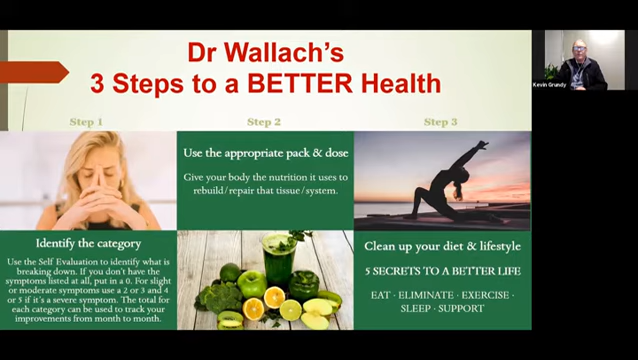 Dr Wallach's
3 Steps to a BETTER Health
Step 1
Step 2
Step 3
Use the appropriate pack & dose
Give your body the nutrition it uses to
rebuild/repair that tissue/system.
Identify the category
Use the Self Evaluation to identify what is
breaking down. If you don't have the
symptoms listed at all, put in a 0. For slight
or moderate symptoms use a 2 or 3 and 4
or 5 if it's a severe symptom. The total for
each category can be used to track your
improvements from month to month.
Clean up your diet & lifestyle
5 SECRETS TO A BETTER LIFE
EAT · ELIMINATE · EXERCISE ·
SLEEP · SUPPORT
Kevin Grundy